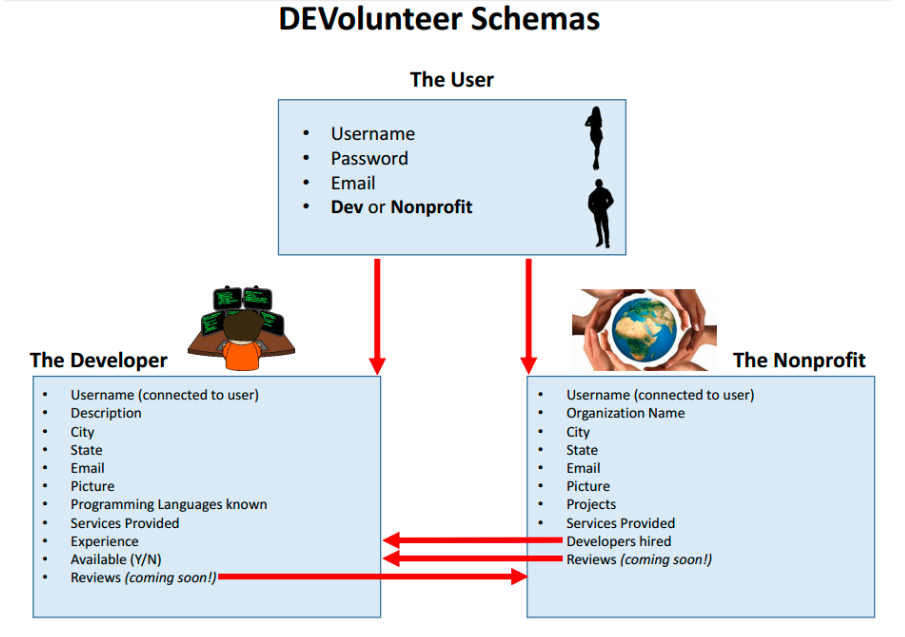 DEVolunteer Schemas
The User
• Username
• Password
• Email
• Dev or Nonprofit
The Developer
• Username (connected to user)
• Description
• City
• State
• Email
• Picture
• Programming Languages known
• Services Provided
• Experience
• Available (Y/N)
• Reviews (coming soon!)
The Nonprofit
• Username (connected to user)
• Organization Name
• City
• State
• Email
• Picture
• Projects
• Services Provided
Developers hired
Reviews (coming soon!)